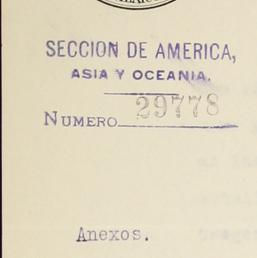 SECCION DE AMERICA,
ASIA Y OCEANIA.
NUMERO 29778
Anexos.